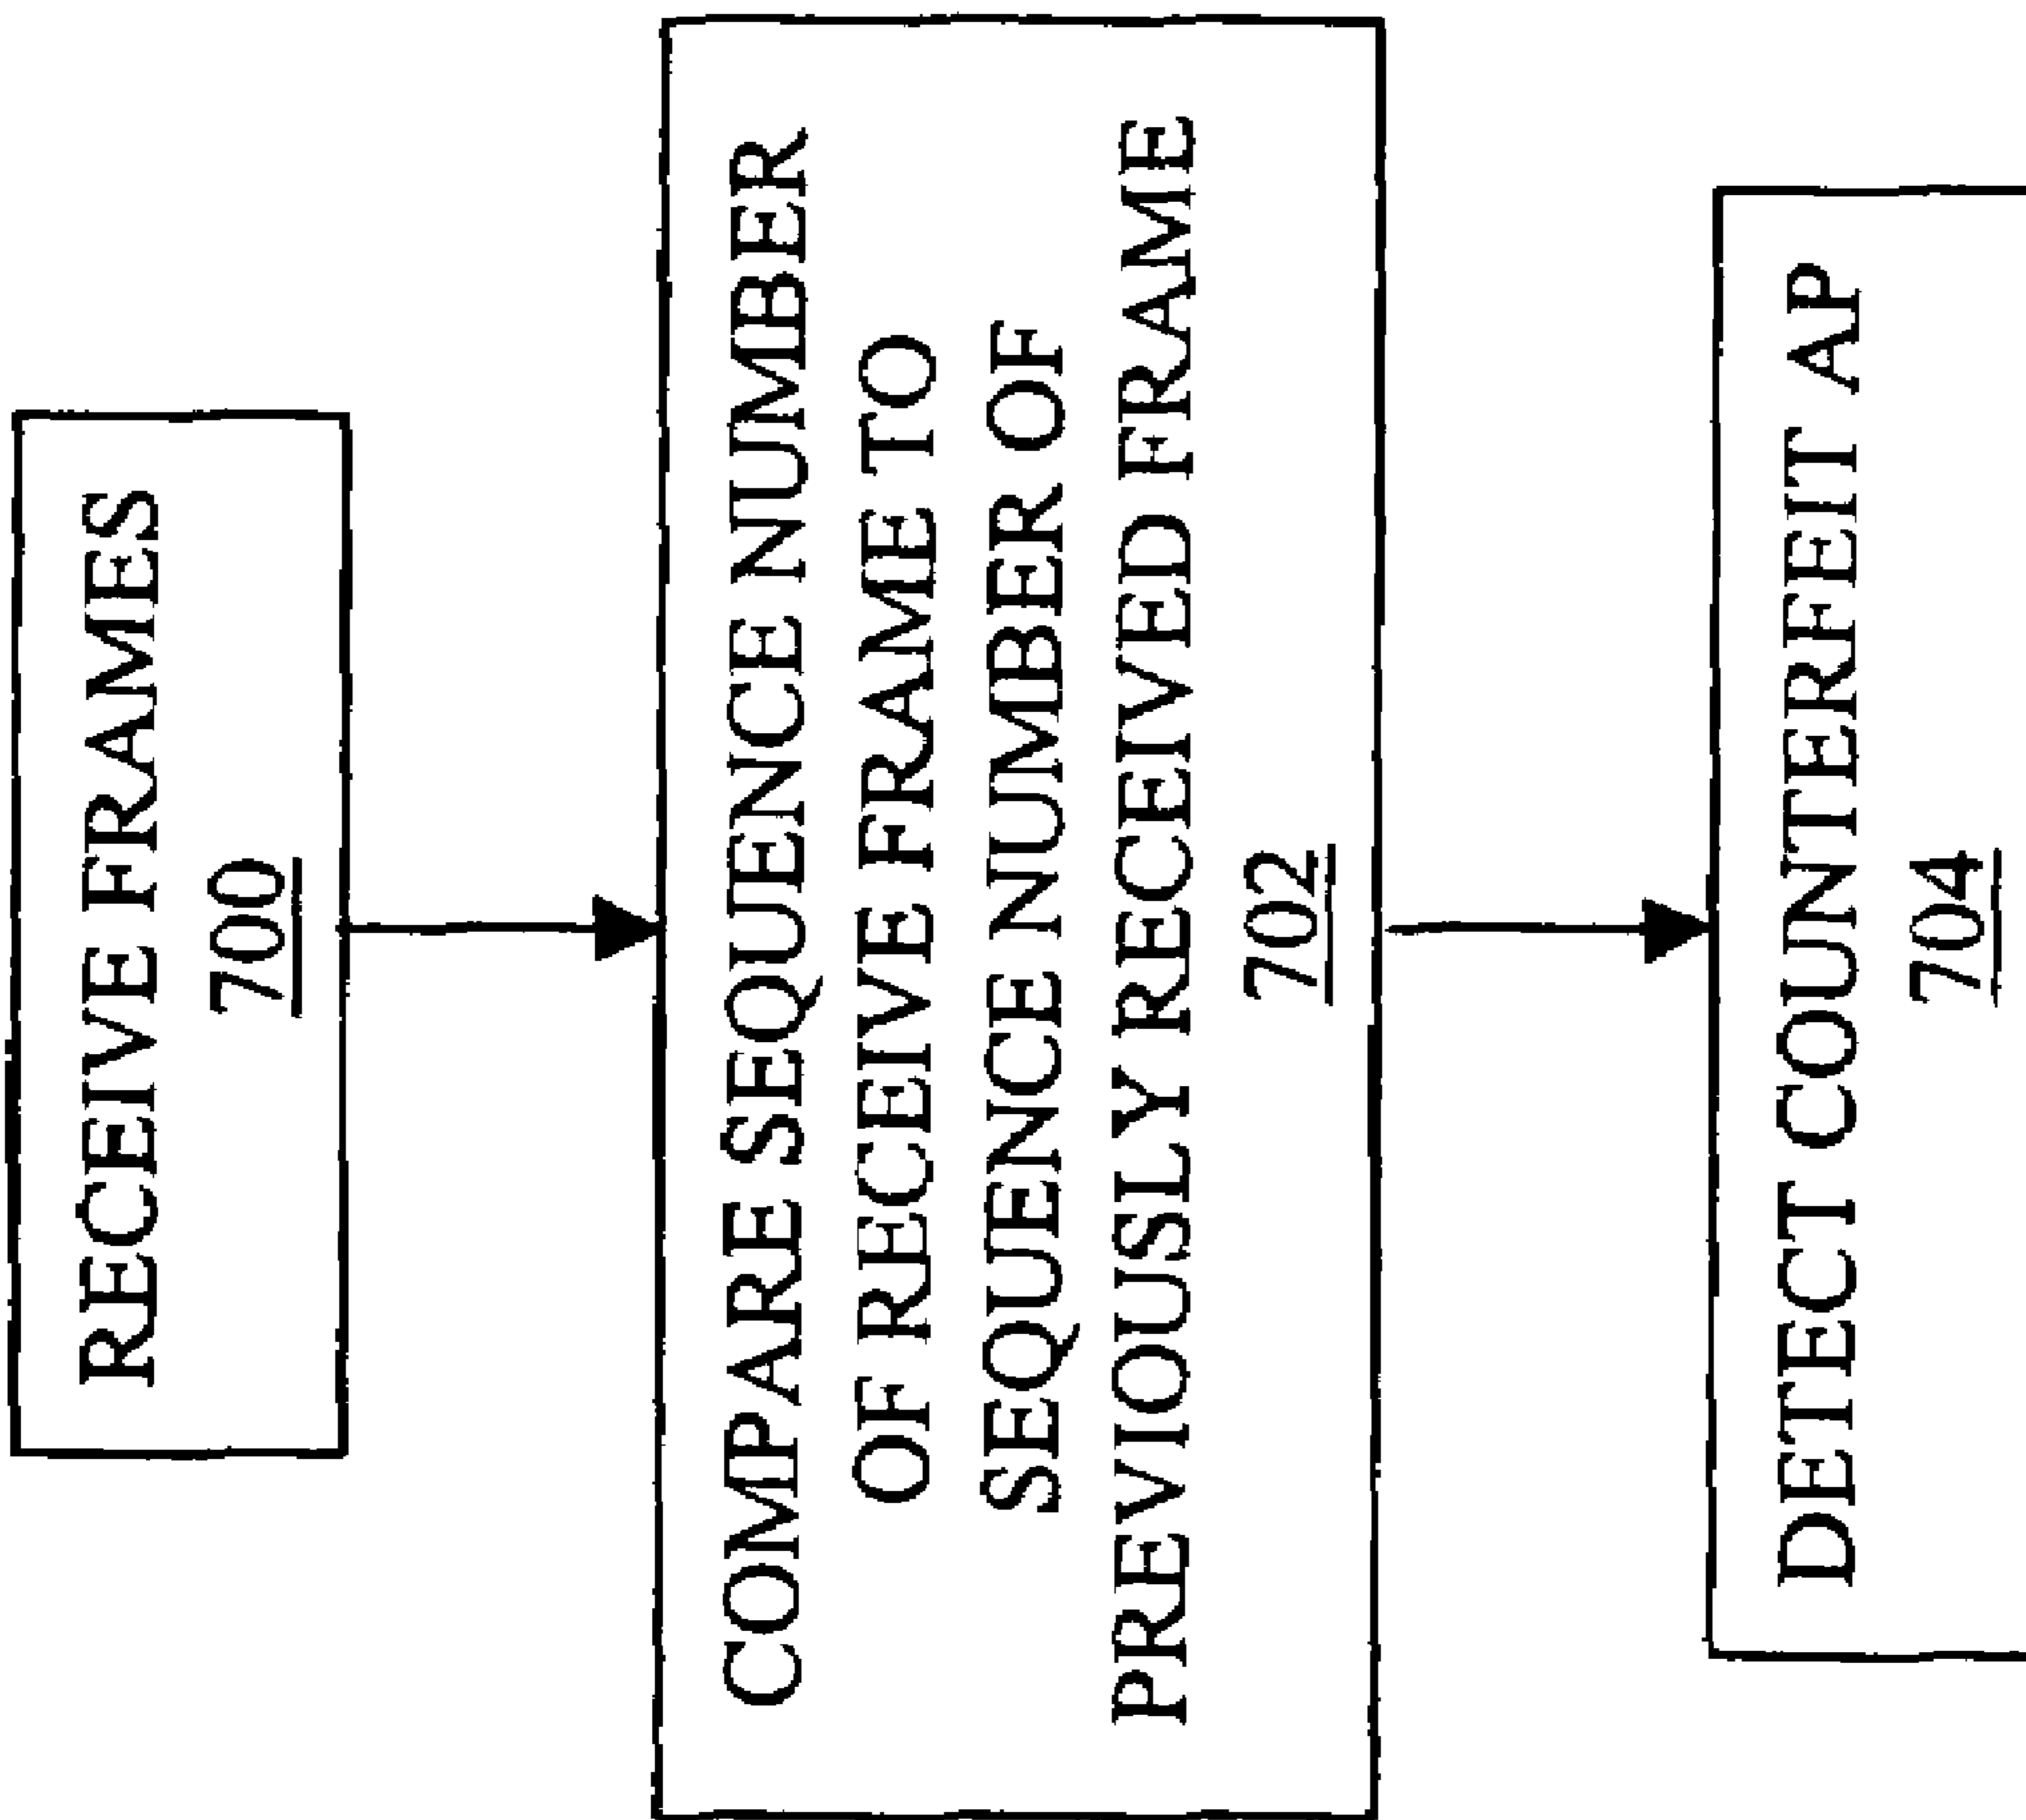 RECEIVE FRAMES
700
COMPARE SEQUENCE NUMBER
OF RECEIVE FRAME TO
SEQUENCE NUMBER OF
PREVIOUSLY RECEIVED FRAME
702
DETECT COUNTERFEIT AP
704